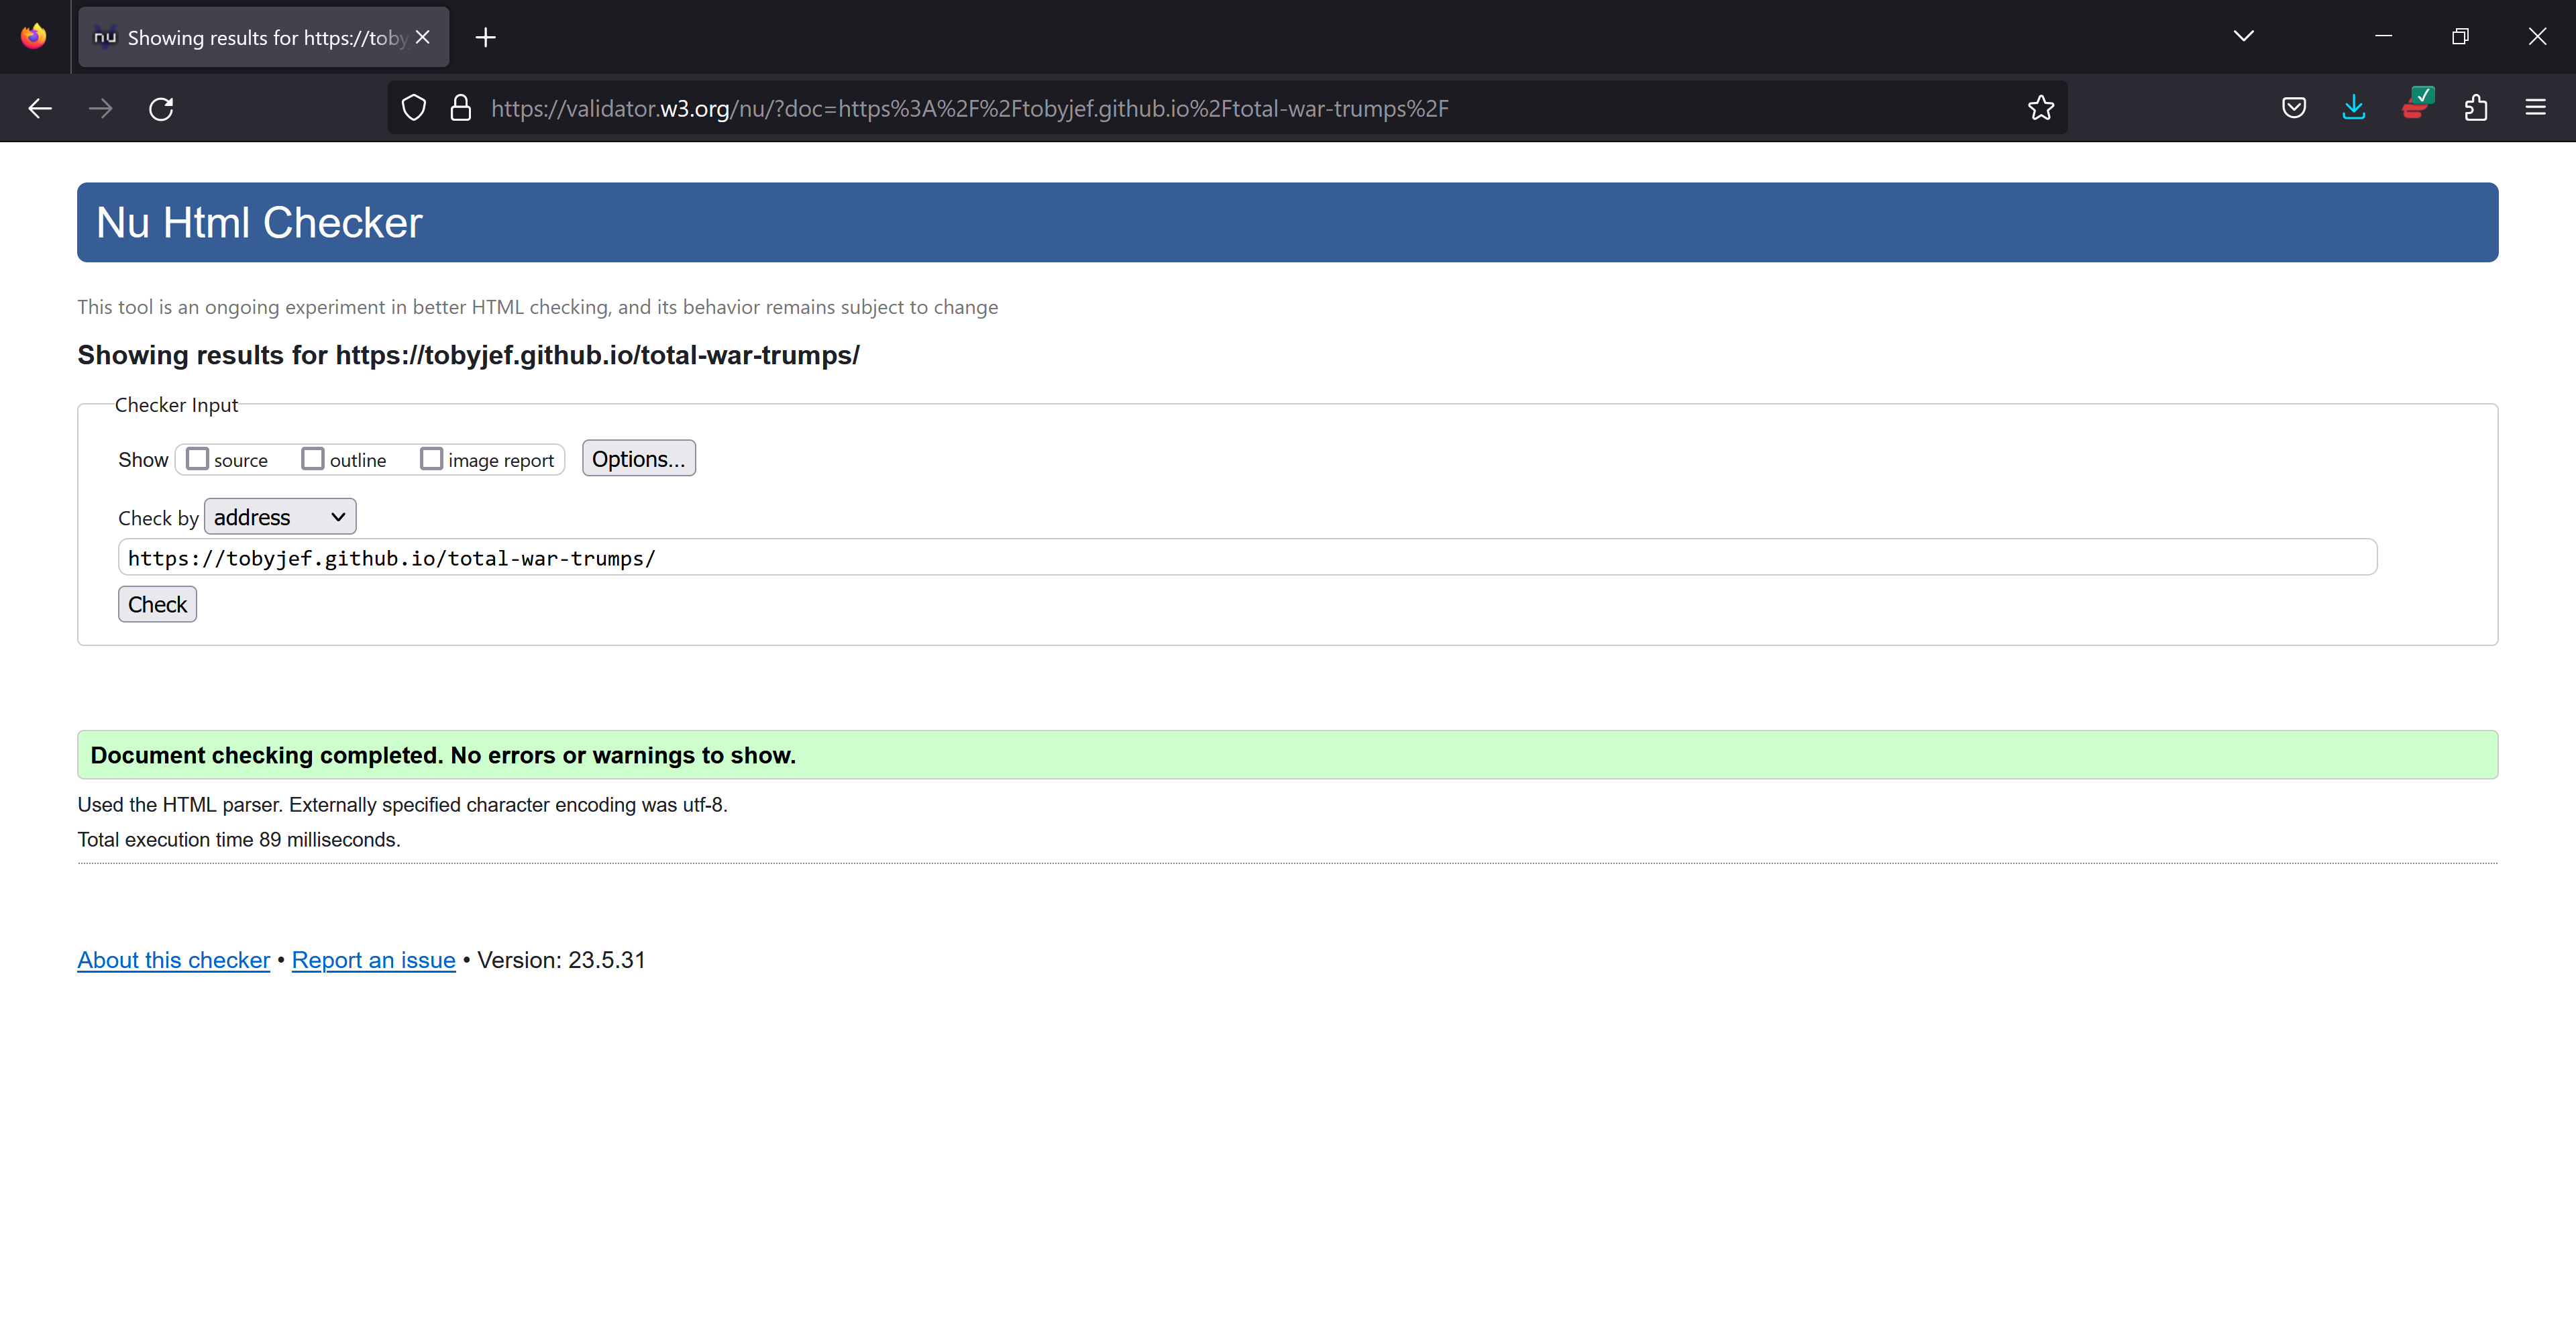 nu Showing results for https://toby
https://validator.w3.org/nu/?doc=https%3A%2F%2Ftobyjef.github.io%2Ftotal-war-trumps%2F
Nu Html Checker
This tool is an ongoing experiment in better HTML checking, and its behavior remains subject to change
Showing results for https://tobyjef.github.io/total-war-trumps/
Checker Input
Show source outline image report Options...
Check by address
https://tobyjef.github.io/total-war-trumps/
Check
Document checking completed. No errors or warnings to show.
Used the HTML parser. Externally specified character encoding was utf-8.
Total execution time 89 milliseconds.
About this checker • Report an issue • Version: 23.5.31